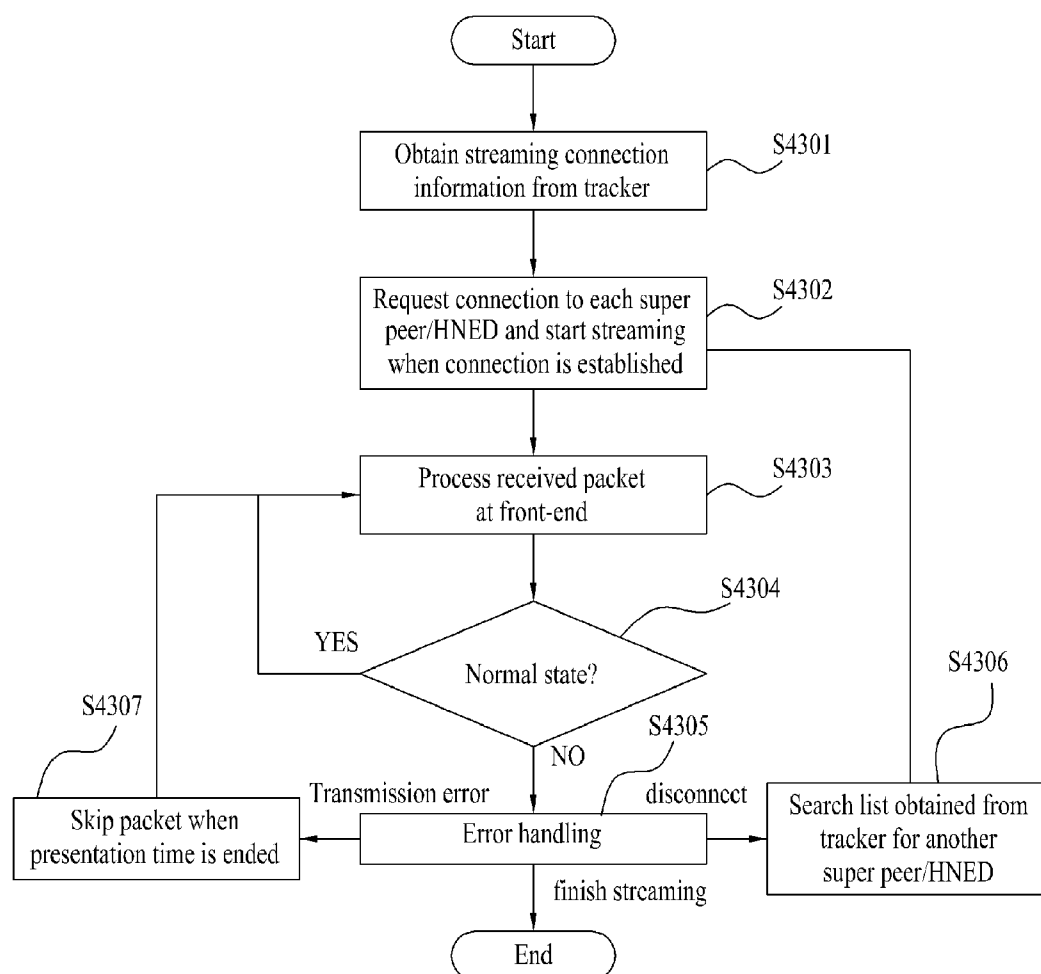 Start
S4301
Obtain streaming connection
information from tracker
S4302
Request connection to each super
peer/HNED and start streaming
when connection is established
S4303
Process received packet
at front-end
S4304
YES
Normal state?
S4306
S4307
S4305
NO
Transmission error
disconncct
Skip packet when
presentation time is ended
Error handling
Search list obtained from
tracker for another
super peer/HNED
finish strcaming
End